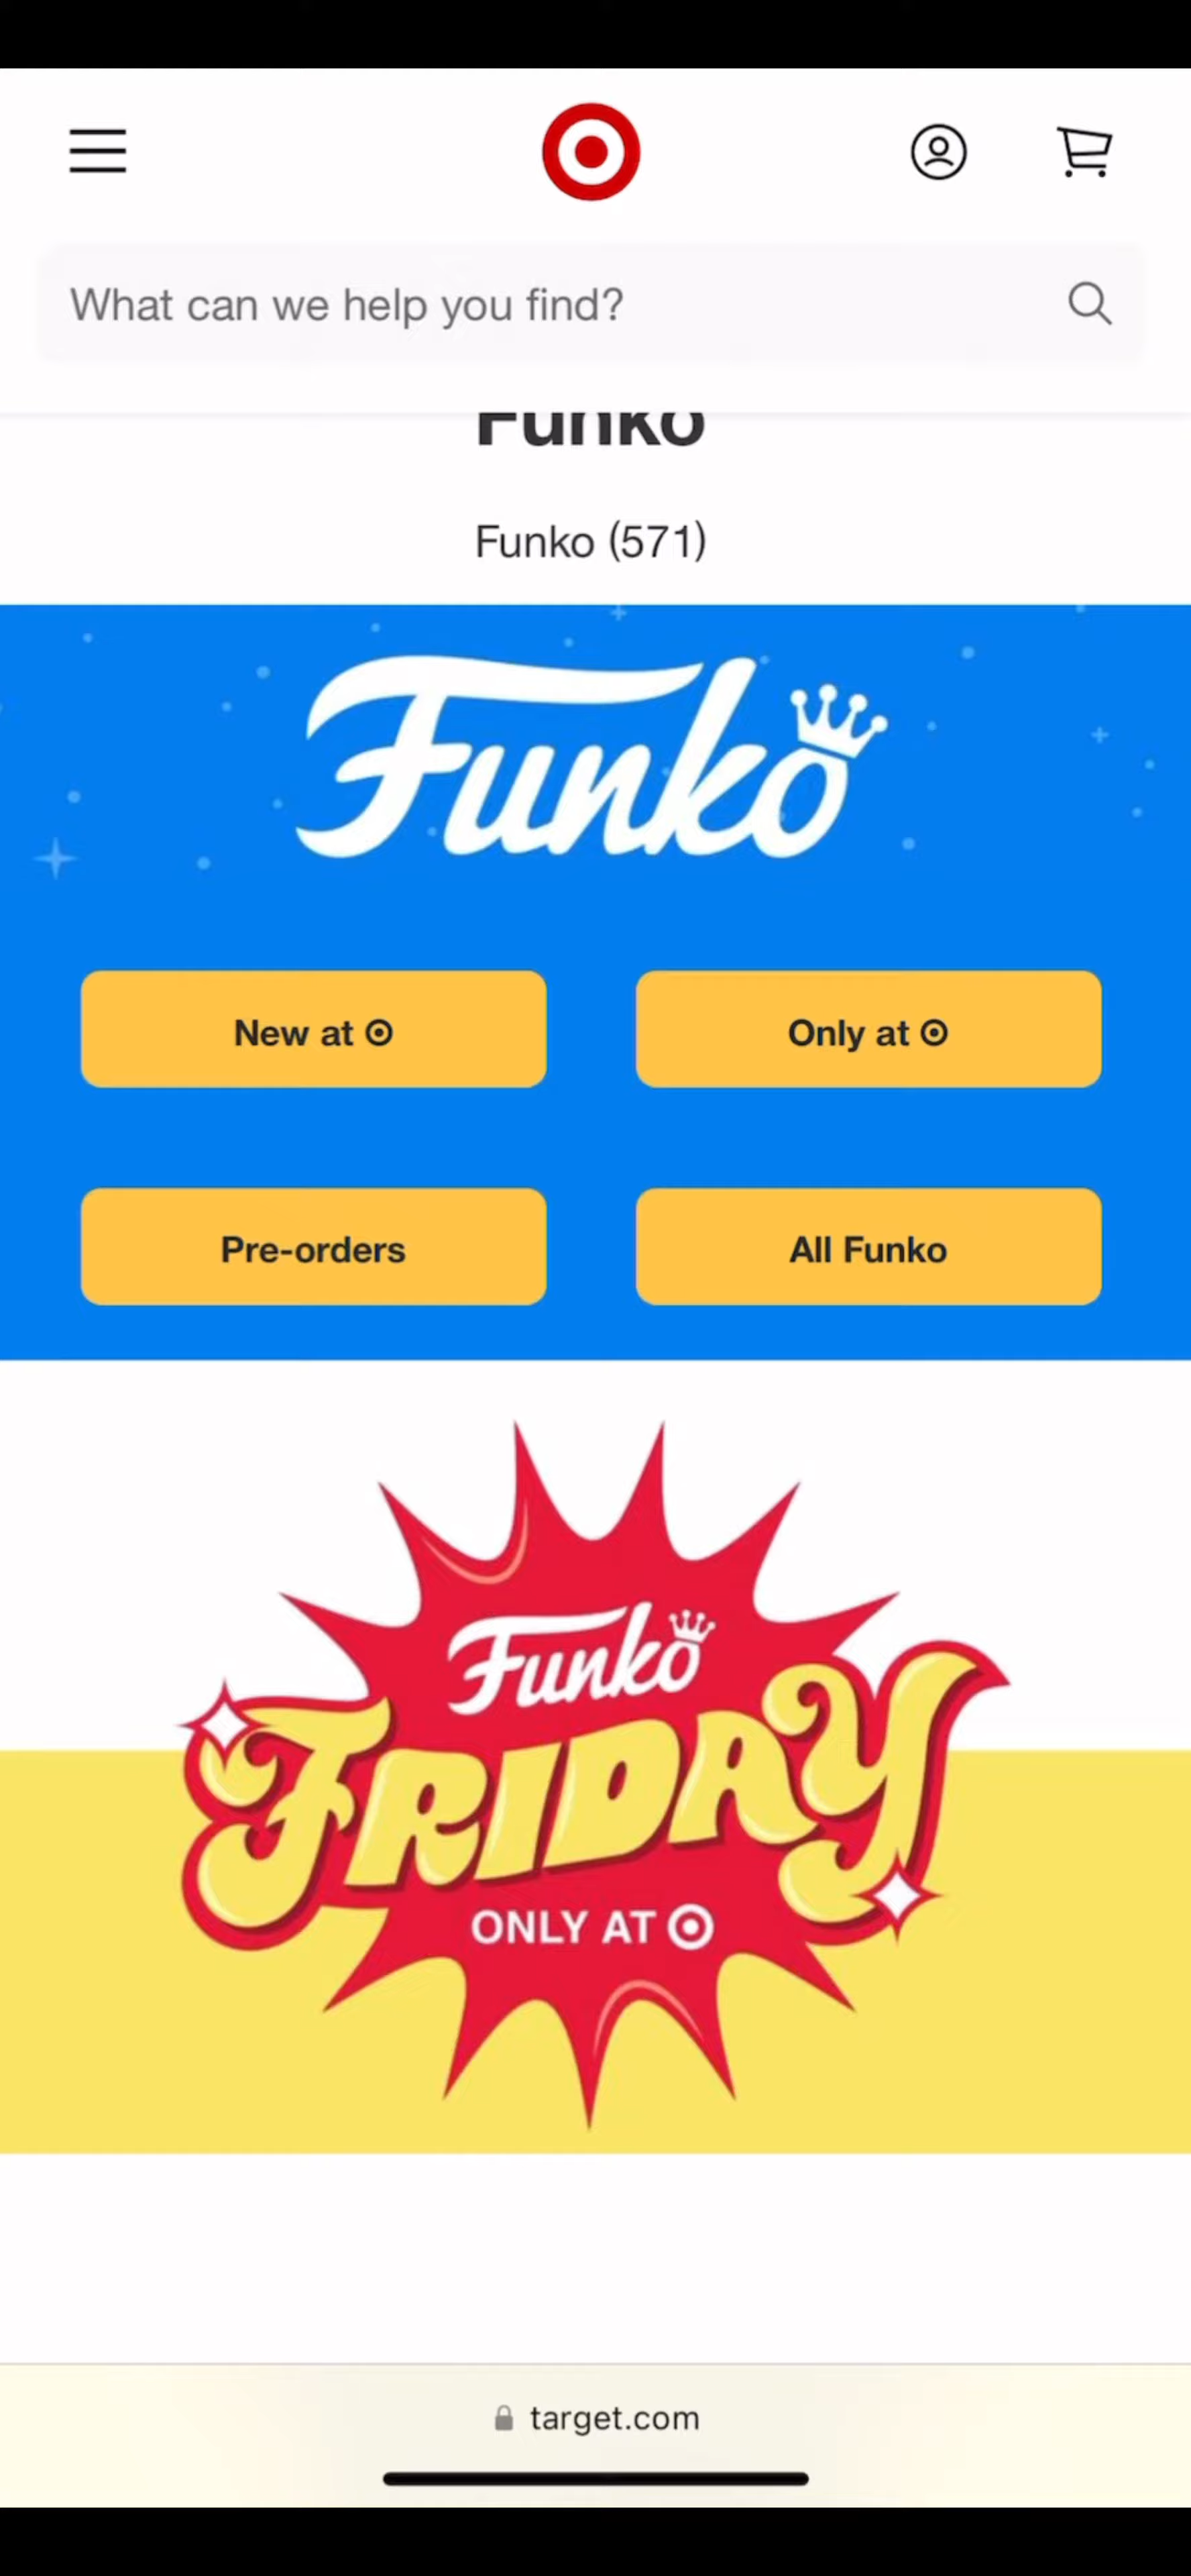 What can we help you find?
Funko
Funko (571)
Funko
New at
Only at
Pre-orders
All Funko
Funko
FRIDAY
ONLY AT
target.com